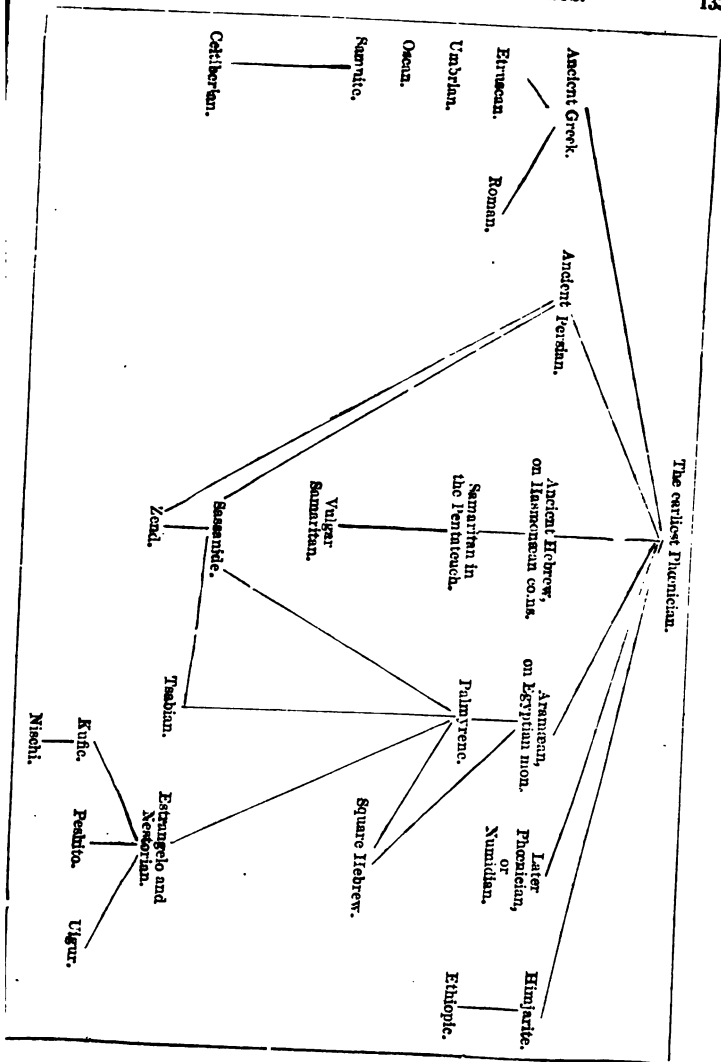 The earliest Phœnician.
Ancient Greek.
Ancient Persian.
Ancient Hebrew,
on Hasmonæan coins.
Aramæan,
on Egyptian mon.
Later
Phœnician,
or
Numidian.
Himjarite.
Etruscan.
Roman.
Samaritan in
the Pentateuch.
Palmyrene.
Ethiopic.
Umbrian.
Oscan.
Samnite.
Vulgar
Samaritan.
Square Hebrew.
Celtiberian.
Sassanide.
Zend.
Tsabian.
Estrangelo and
Nestorian.
Kufic.
Peshito.
Uigur.
Nischi.